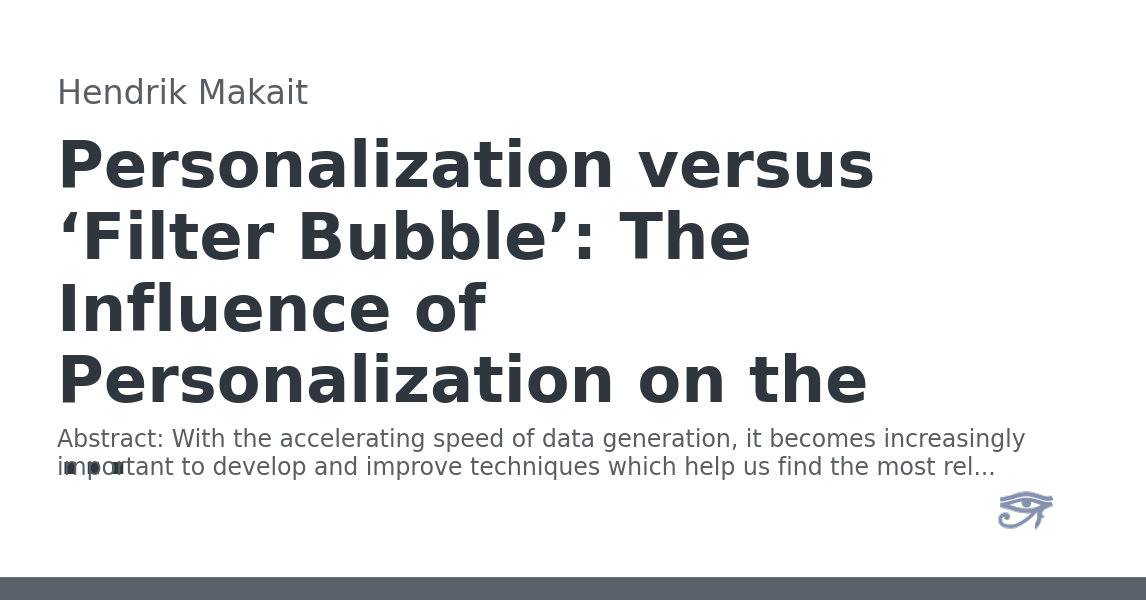 Hendrik Makait
Personalization versus
‘Filter Bubble’: The
Influence of
Personalization on the
...
Abstract: With the accelerating speed of data generation, it becomes increasingly
important to develop and improve techniques which help us find the most rel...